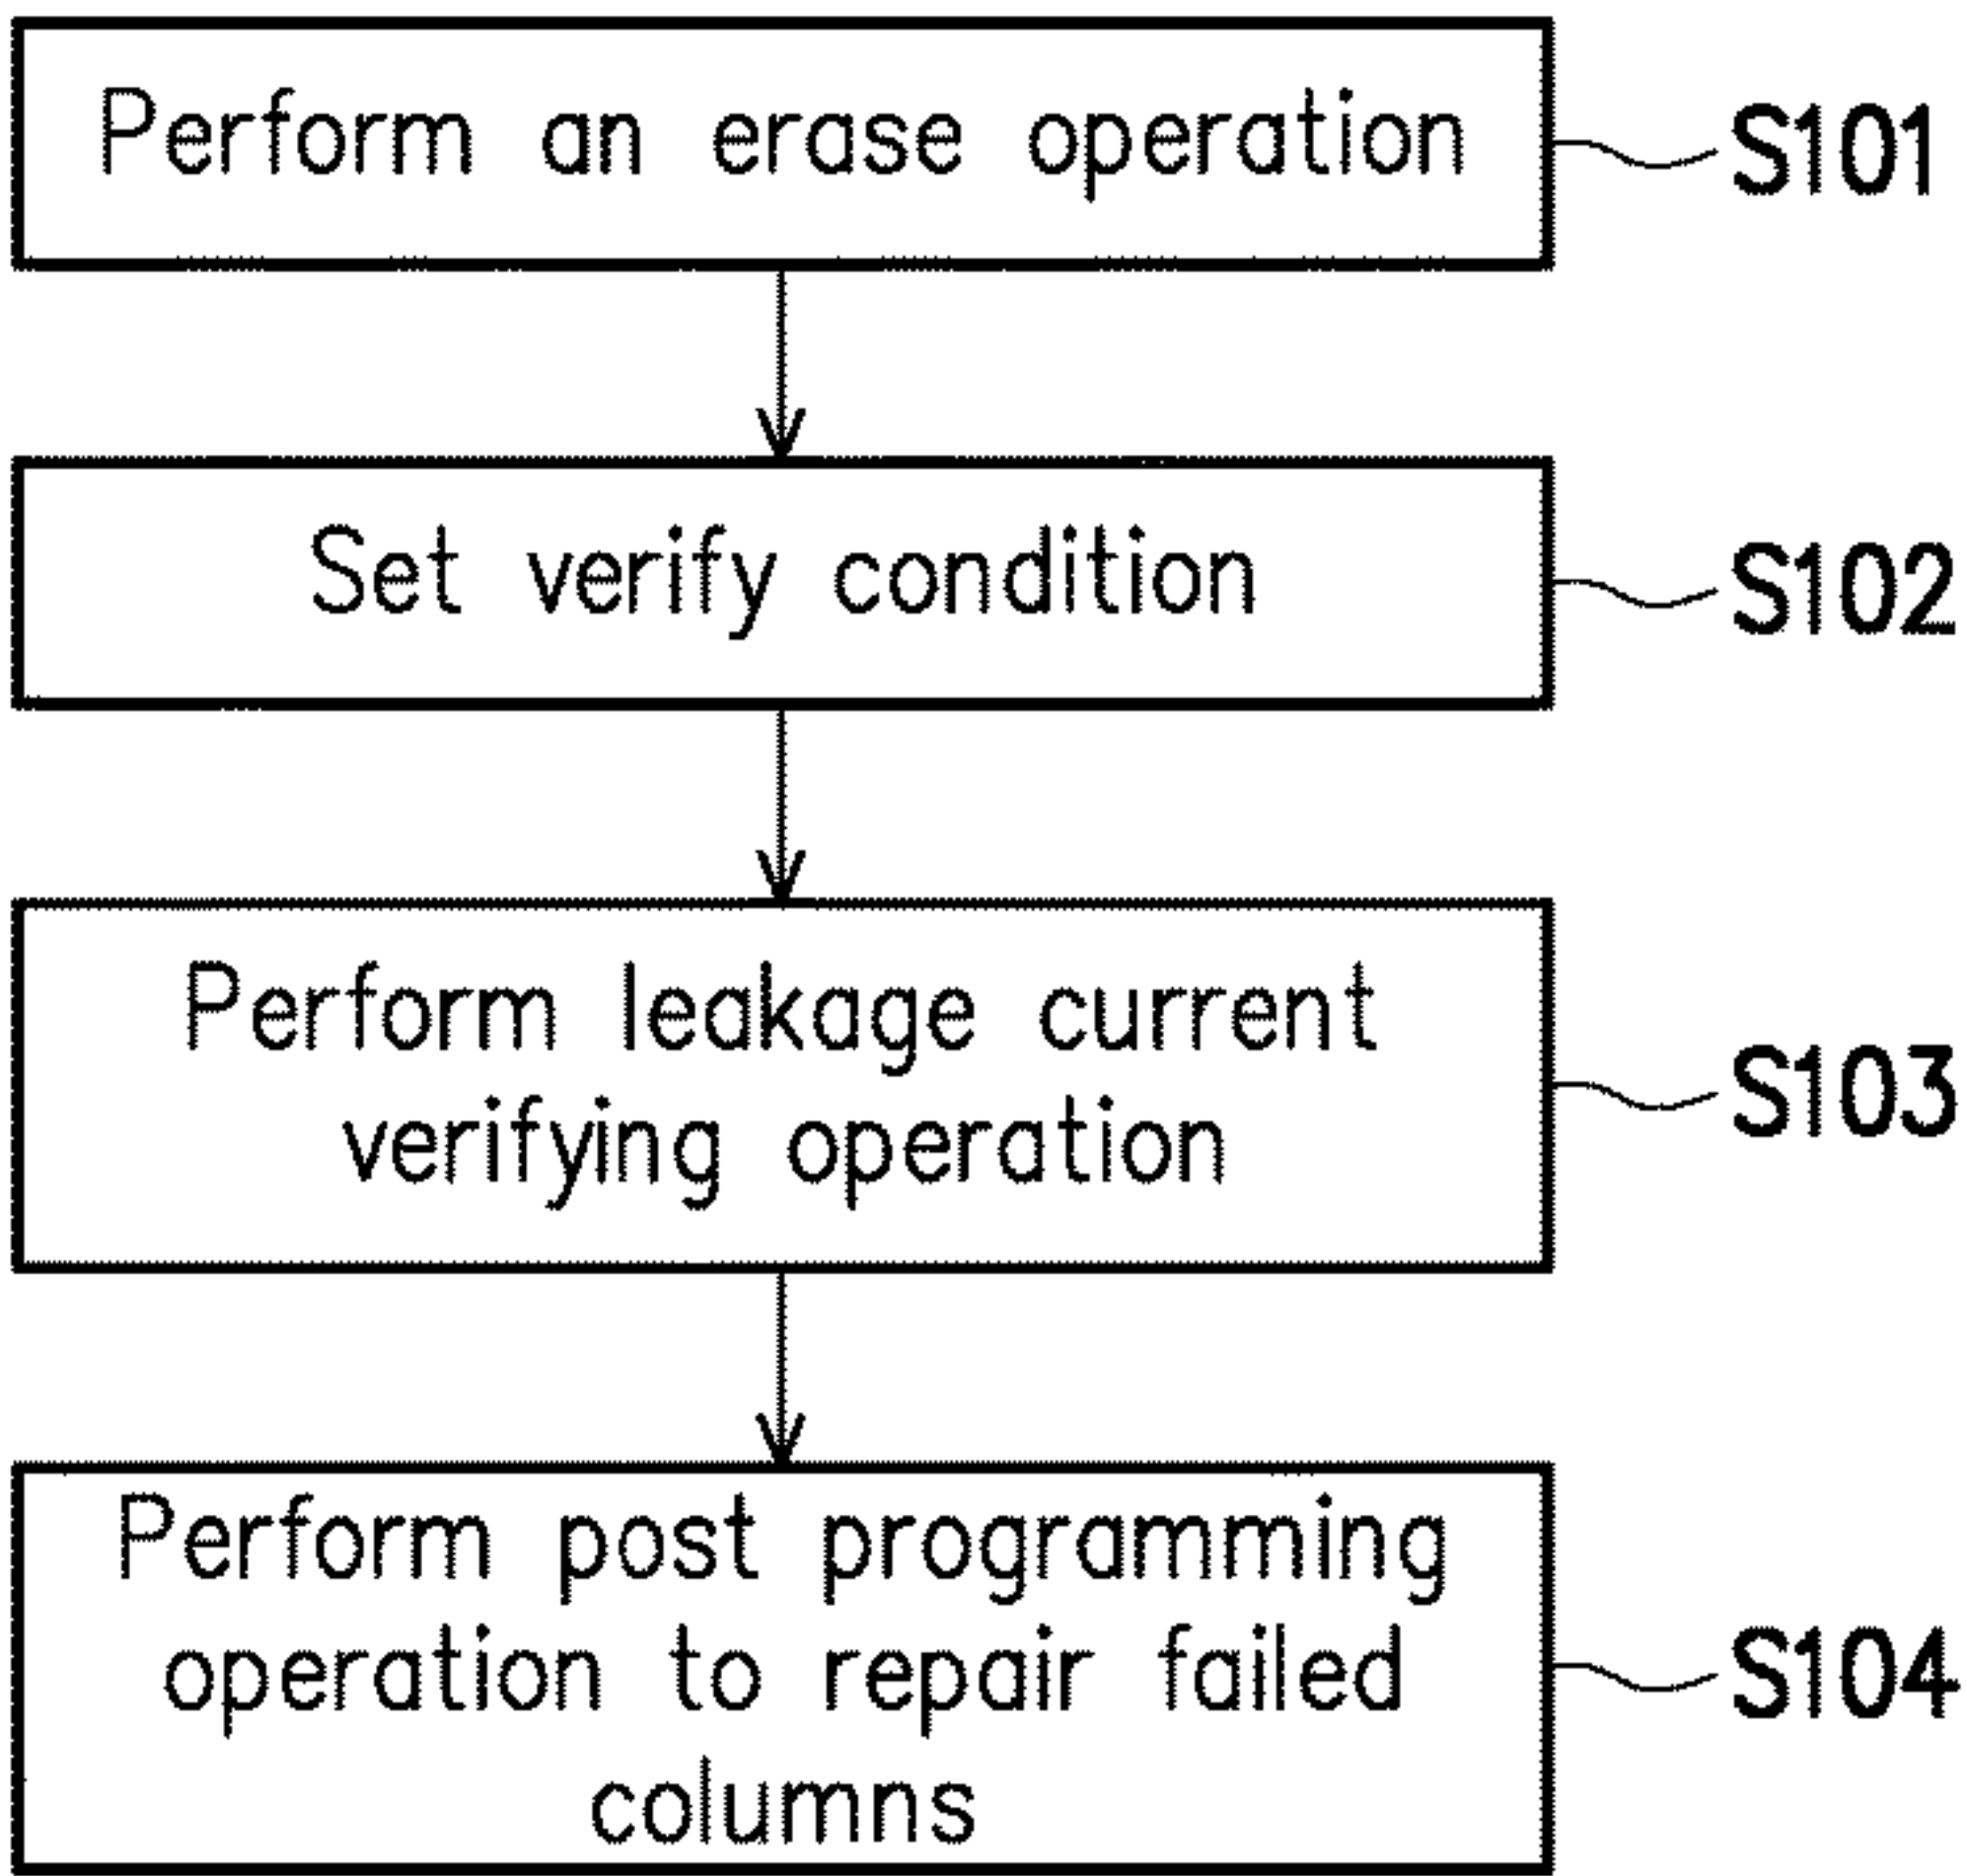 Perform an erase operation
S101
Set verify condition
S102
Perform leakage current
verifying operation
S103
Perform post programming
operation to repair failed
columns
S104